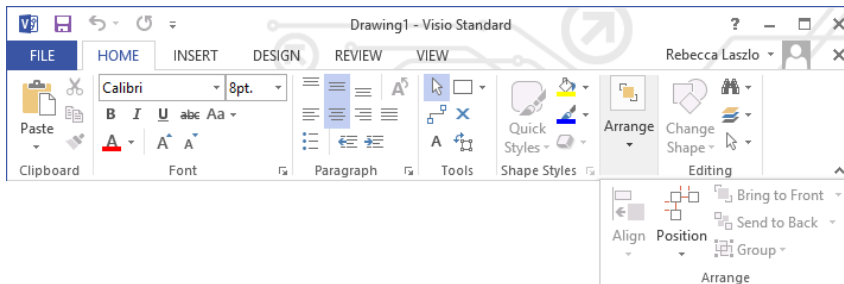 Drawing1 - Visio Standard ?
FILE HOME INSERT DESIGN REVIEW VIEW Rebecca Laszlo
Calibri 8pt.
B I U abc Aa
A A A
A
A
Paste
Quick Styles
Arrange
Change Shape
Clipboard Font Paragraph Tools Shape Styles Editing
Bring to Front
Send to Back
Align Position Group
Arrange